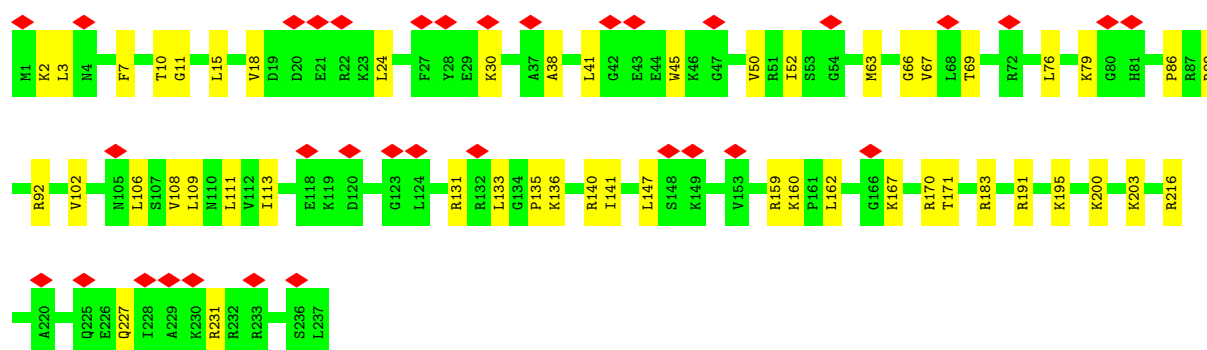 M1 K2 L3 N4 F7 T10 G11 L15 V18 D19 D20 E21 R22 K23 L24 F27 Y28 E29 K30 A37 A38 L41 G42 E43 E44 W45 K46 G47 V50 R51 I52 S53 G54 M63 G66 V67 L68 T69 R72 L76 K79 G80 H81 P86 R87
R92 V102 N105 L106 S107 V108 L109 N110 L111 V112 I113 E118 K119 D120 G123 L124 R131 R132 L133 G134 P135 K136 R140 I141 L147 S148 K149 V153 R159 K160 P161 L162 G166 K167 R170 T171 R183 R191 K195 K200 K203 R216
A220 Q225 E226 Q227 I228 A229 K230 R231 R232 R233 S236 L237